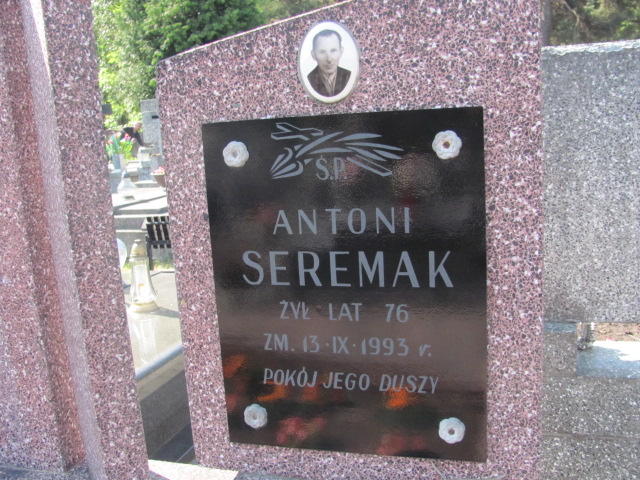 Ś.P.
ANTONI
SEREMAK
ŻYŁ LAT 76
ZM. 13·IX·1993 r.
POKÓJ JEGO DUSZY